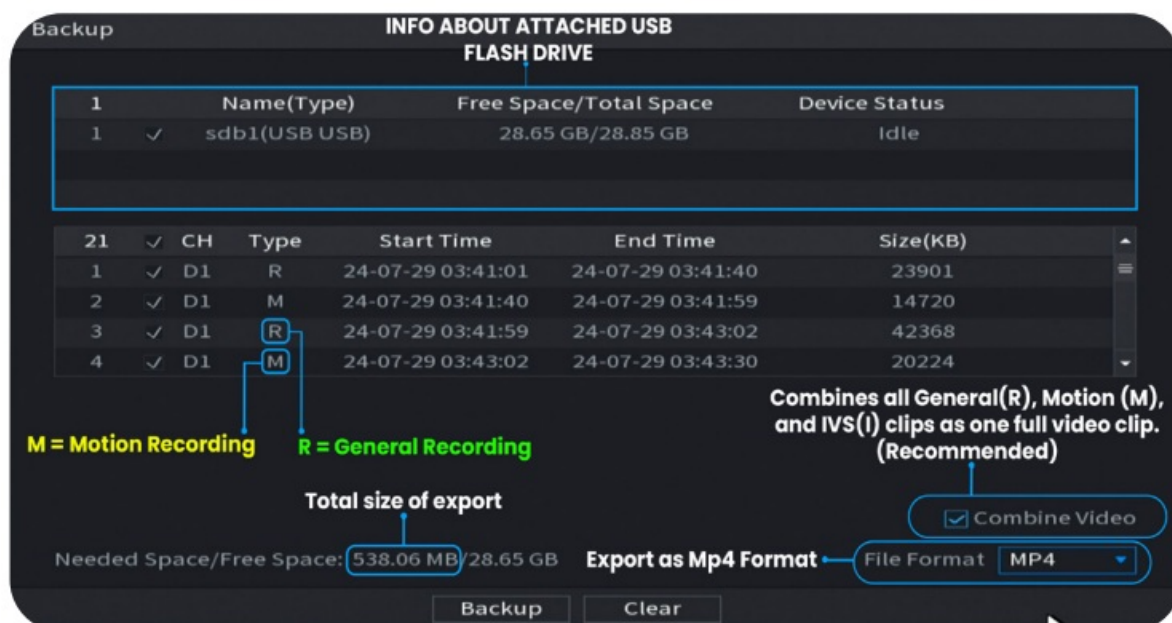 Backup
INFO ABOUT ATTACHED USB
FLASH DRIVE
1 Name(Type) Free Space/Total Space Device Status
1 sdb1(USB USB) 28.65 GB/28.85 GB Idle
21 CH Type Start Time End Time Size(KB)
1 D1 R 24-07-29 03:41:01 24-07-29 03:41:40 23901
2 D1 M 24-07-29 03:41:40 24-07-29 03:41:59 14720
3 D1 R 24-07-29 03:41:59 24-07-29 03:43:02 42368
4 D1 M 24-07-29 03:43:02 24-07-29 03:43:30 20224
Combines all General(R), Motion (M),
and IVS(I) clips as one full video clip.
(Recommended)
M = Motion Recording R = General Recording
Total size of export
Combine Video
Needed Space/Free Space: 538.06 MB/28.65 GB Export as Mp4 Format File Format MP4
Backup Clear